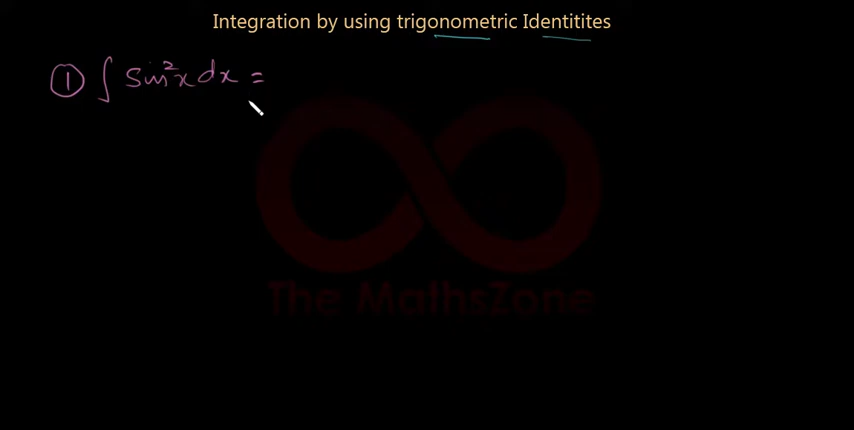 Integration by using trigonometric Identitites
① ∫ Sin²x dx =
The MathsZone